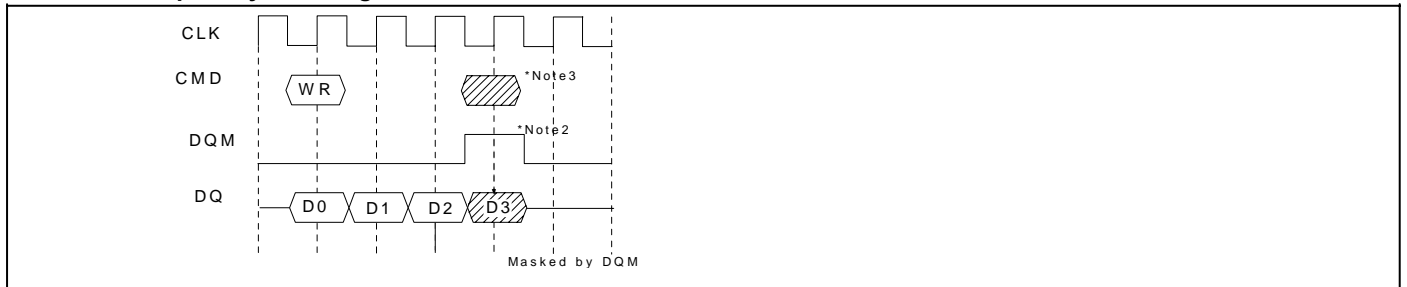 CLK
CMD WR *Note3
DQM *Note2
DQ D0 D1 D2 D3
Masked by DQM